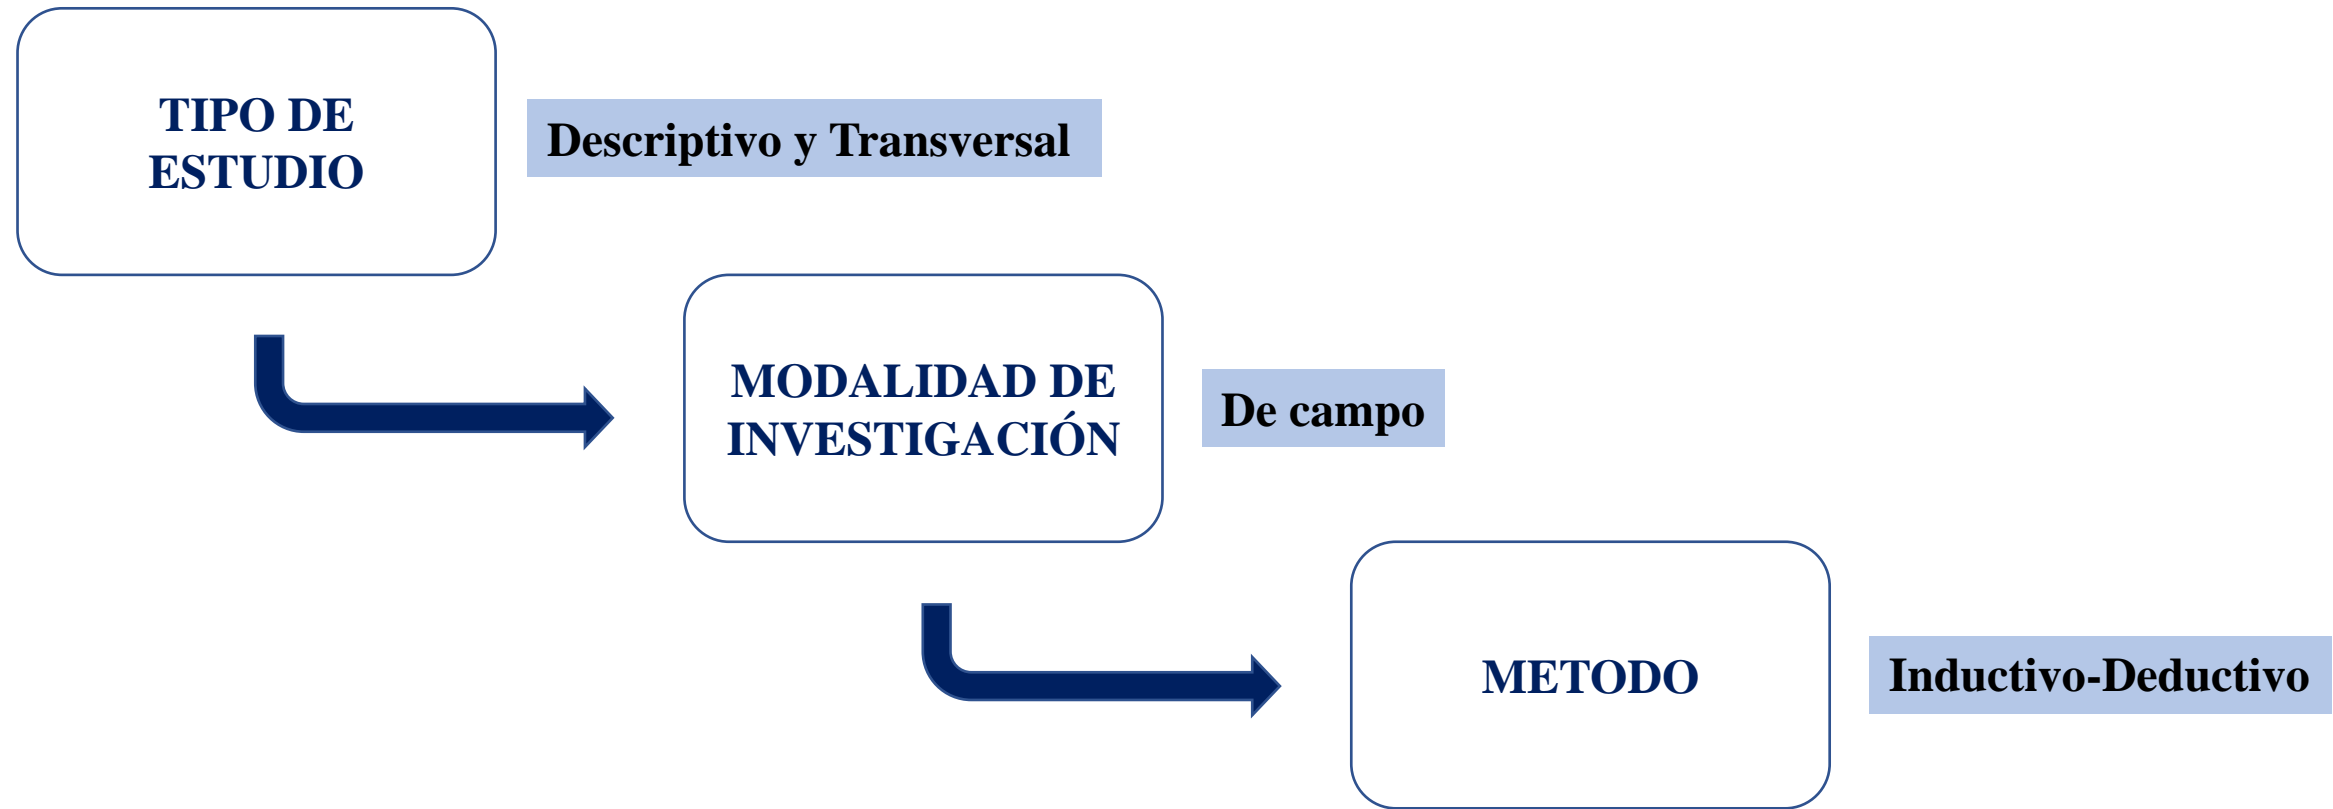 TIPO DE
ESTUDIO
Descriptivo y Transversal
MODALIDAD DE
INVESTIGACIÓN
De campo
METODO
Inductivo-Deductivo